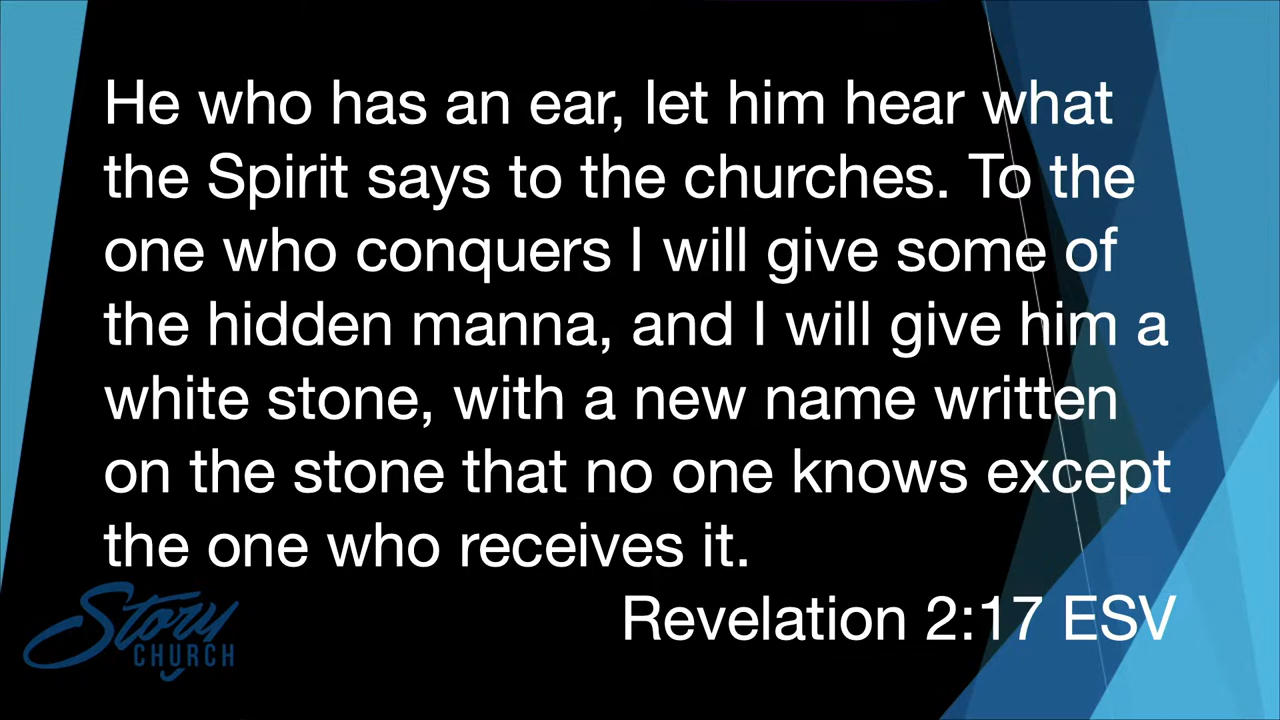 He who has an ear, let him hear what
the Spirit says to the churches. To the
one who conquers I will give some of
the hidden manna, and I will give him a
white stone, with a new name written
on the stone that no one knows except
the one who receives it.
Revelation 2:17 ESV
Story
CHURCH